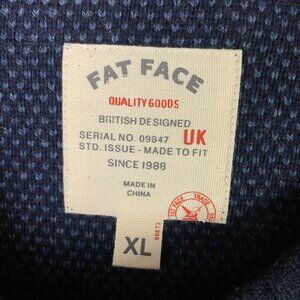 FAT FACE
QUALITY GOODS
BRITISH DESIGNED
SERIAL NO. 09847 UK
STD. ISSUE - MADE TO FIT
SINCE 1988
MADE IN
CHINA
XL